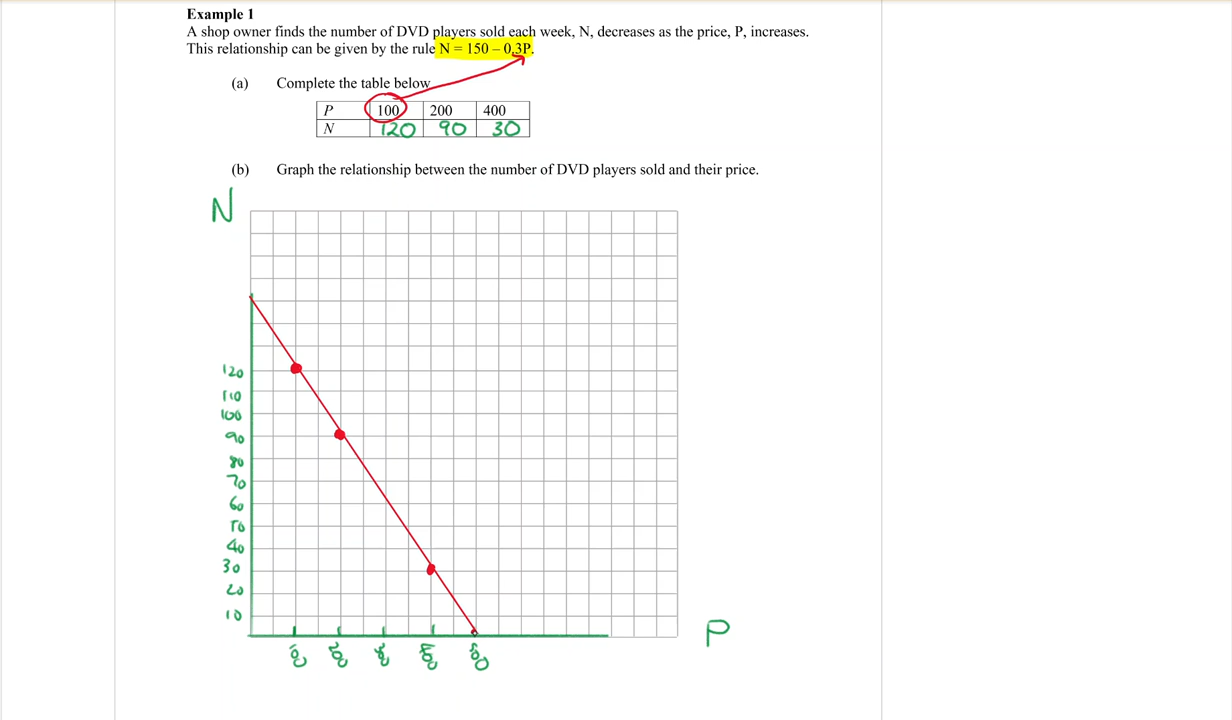 Example 1
A shop owner finds the number of DVD players sold each week, N, decreases as the price, P, increases.
This relationship can be given by the rule N = 150 – 0.3P.
(a) Complete the table below
P 100 200 400
N 120 90 30
(b) Graph the relationship between the number of DVD players sold and their price.
N
120
110
100
90
80
70
60
50
40
30
20
10
100 200 400 500
P